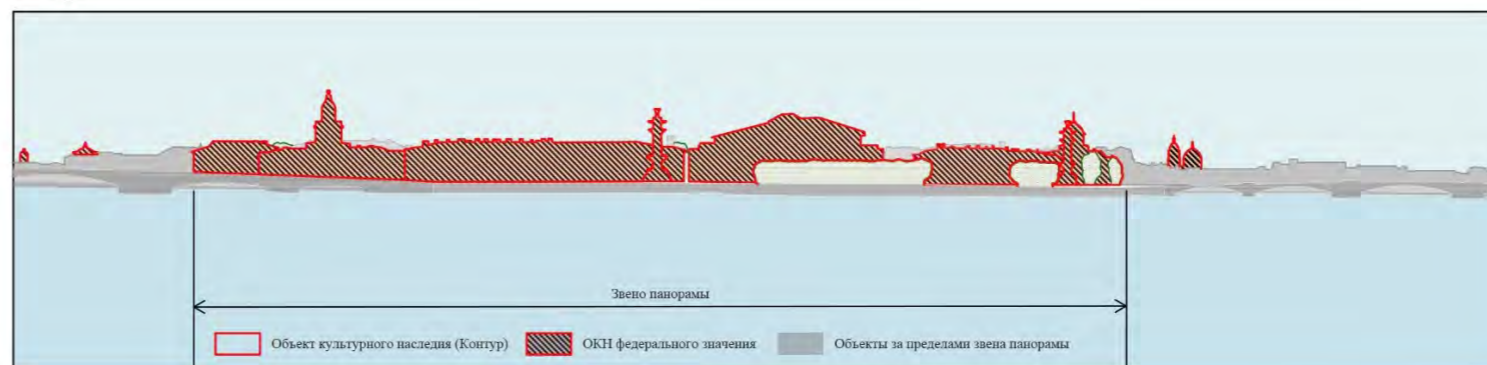 Звено панорамы
Объект культурного наследия (Контур)
ОКН федерального значения
Объекты за пределами звена панорамы